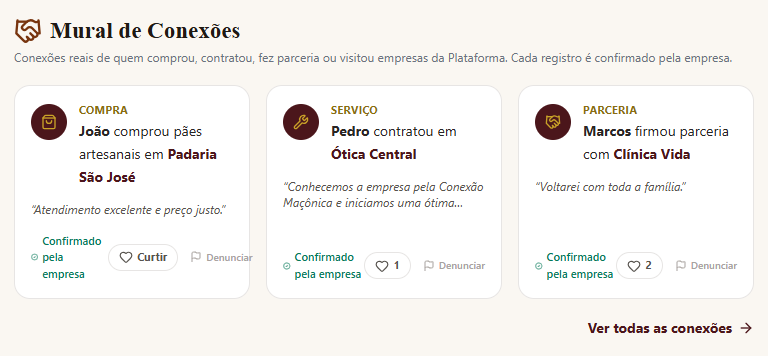 Mural de Conexões
Conexões reais de quem comprou, contratou, fez parceria ou visitou empresas da Plataforma. Cada registro é confirmado pela empresa.
COMPRA
João comprou pães
artesanais em Padaria
São José
“Atendimento excelente e preço justo.”
Confirmado
pela
empresa
Curtir
Denunciar
SERVIÇO
Pedro contratou em
Ótica Central
“Conhecemos a empresa pela Conexão
Maçônica e iniciamos uma ótima...
Confirmado
pela empresa
1
Denunciar
PARCERIA
Marcos firmou parceria
com Clínica Vida
“Voltarei com toda a família.”
Confirmado
pela empresa
2
Denunciar
Ver todas as conexões